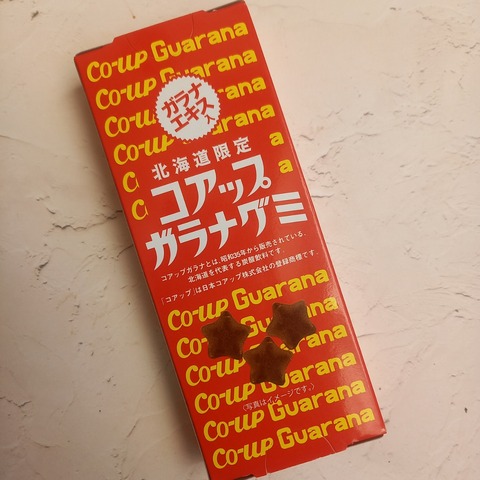 Co-up Guarana
Co-up Guarana
Co-up
Co-up
ガラナ
エキス入
北海道限定
コアップ
ガラナグミ
コアップガラナとは、昭和35年から販売されている、
北海道を代表する炭酸飲料です。
「コアップ」は日本コアップ株式会社の登録商標です。
Co-up Guarana
Co-up Guarana
Co-up Guarana
Co-up Guarana
Co-up Guarana
Co-up Guarana
〈写真はイメージです。〉